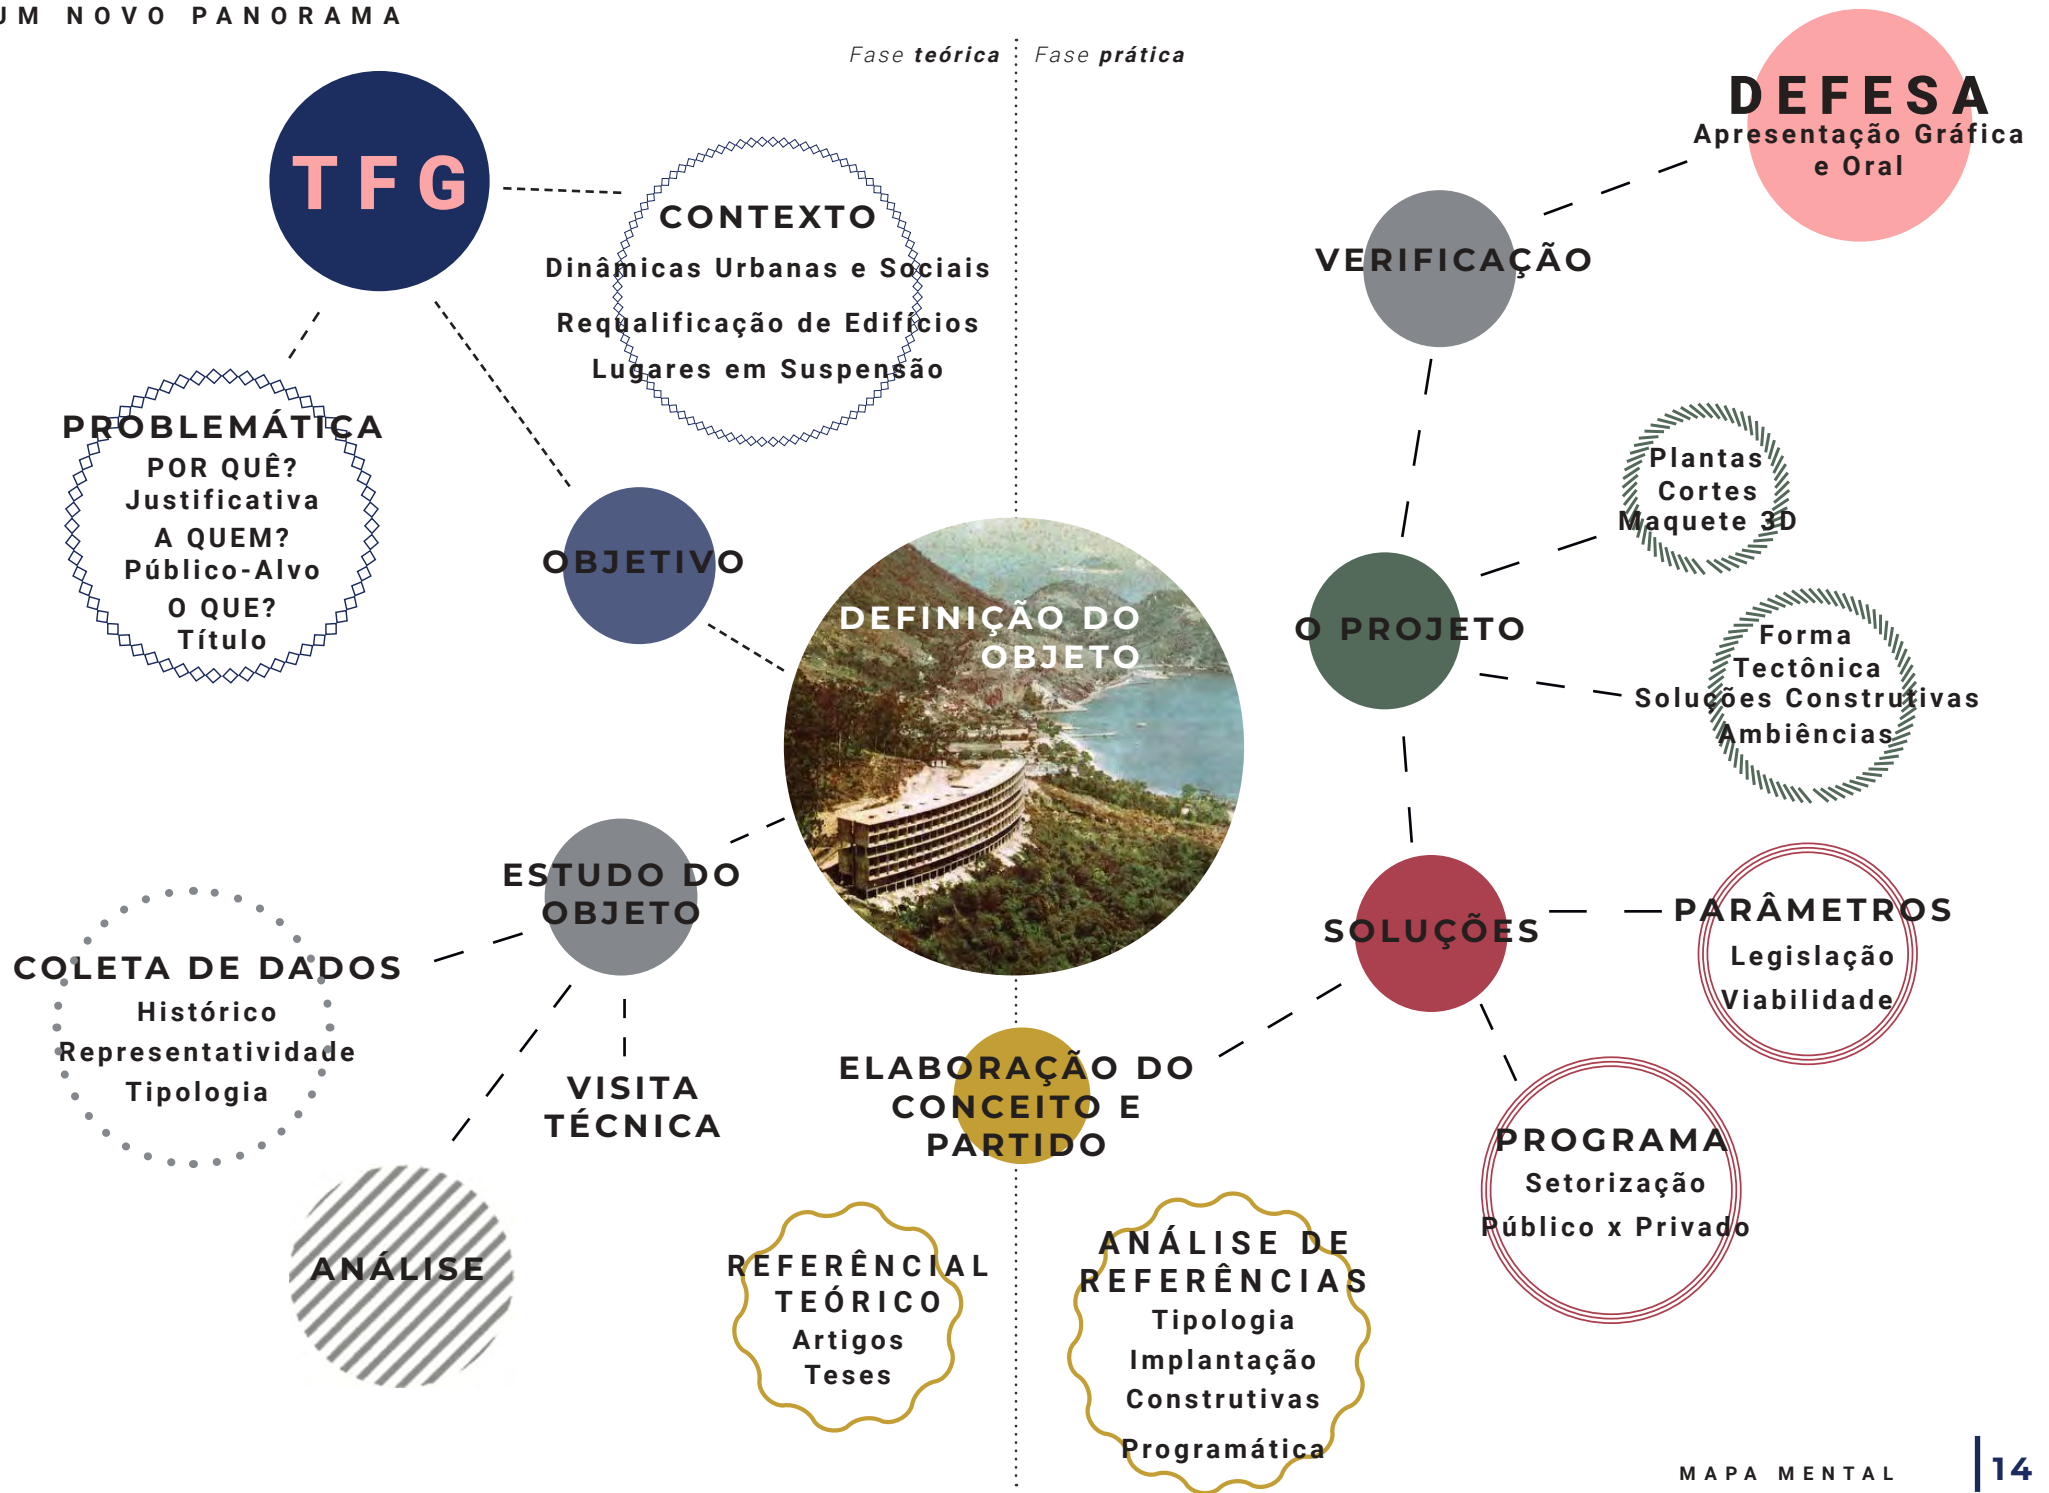 UM NOVO PANORAMA
Fase teórica
Fase prática
TFG
CONTEXTO
Dinâmicas Urbanas e Sociais
Requalificação de Edifícios
Lugares em Suspensão
PROBLEMÁTICA
POR QUÊ?
Justificativa
A QUEM?
Público-Alvo
O QUE?
Título
OBJETIVO
DEFINIÇÃO DO
OBJETO
ESTUDO DO
OBJETO
COLETA DE DADOS
Histórico
Representatividade
Tipologia
VISITA
TÉCNICA
ANÁLISE
ELABORAÇÃO DO
CONCEITO E
PARTIDO
REFERÊNCIAL
TEÓRICO
Artigos
Teses
ANÁLISE DE
REFERÊNCIAS
Tipologia
Implantação
Construtivas
Programática
DEFESA
Apresentação Gráfica
e Oral
VERIFICAÇÃO
Plantas
Cortes
Maquete 3D
O PROJETO
Forma
Tectônica
Soluções Construtivas
Ambiências
SOLUÇÕES
PARÂMETROS
Legislação
Viabilidade
PROGRAMA
Setorização
Público x Privado
MAPA MENTAL
14